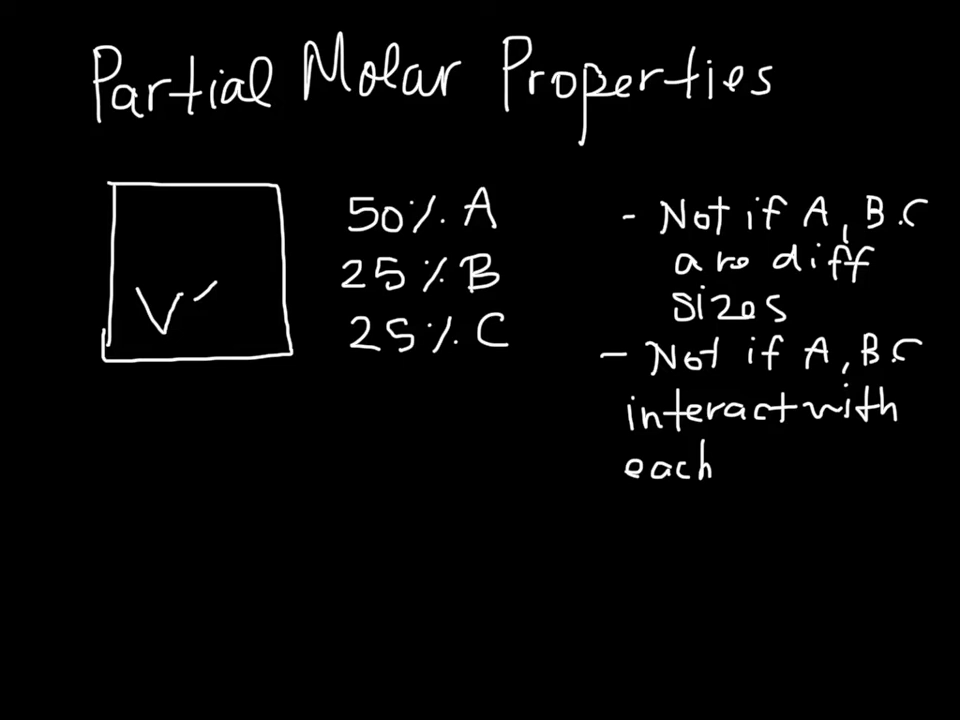 Partial Molar Properties
50% A
25% B
25% C
V
- Not if A, B.C
are diff
sizes
- Not if A, B.C
interact with
each